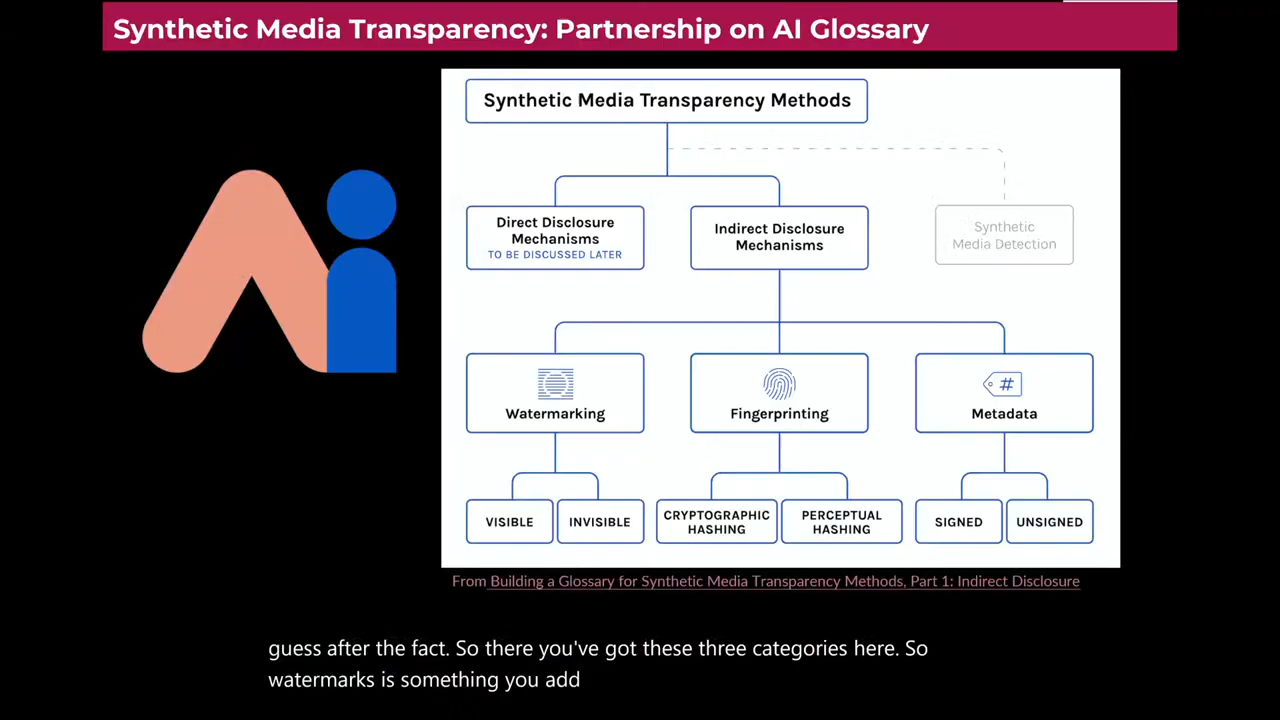 Synthetic Media Transparency: Partnership on AI Glossary
Synthetic Media Transparency Methods
Direct Disclosure
Mechanisms
TO BE DISCUSSED LATER
Indirect Disclosure
Mechanisms
Synthetic
Media Detection
Ai
Watermarking
Fingerprinting
#
Metadata
VISIBLE
INVISIBLE
CRYPTOGRAPHIC
HASHING
PERCEPTUAL
HASHING
SIGNED
UNSIGNED
From Building a Glossary for Synthetic Media Transparency Methods, Part 1: Indirect Disclosure
guess after the fact. So there you've got these three categories here. So
watermarks is something you add